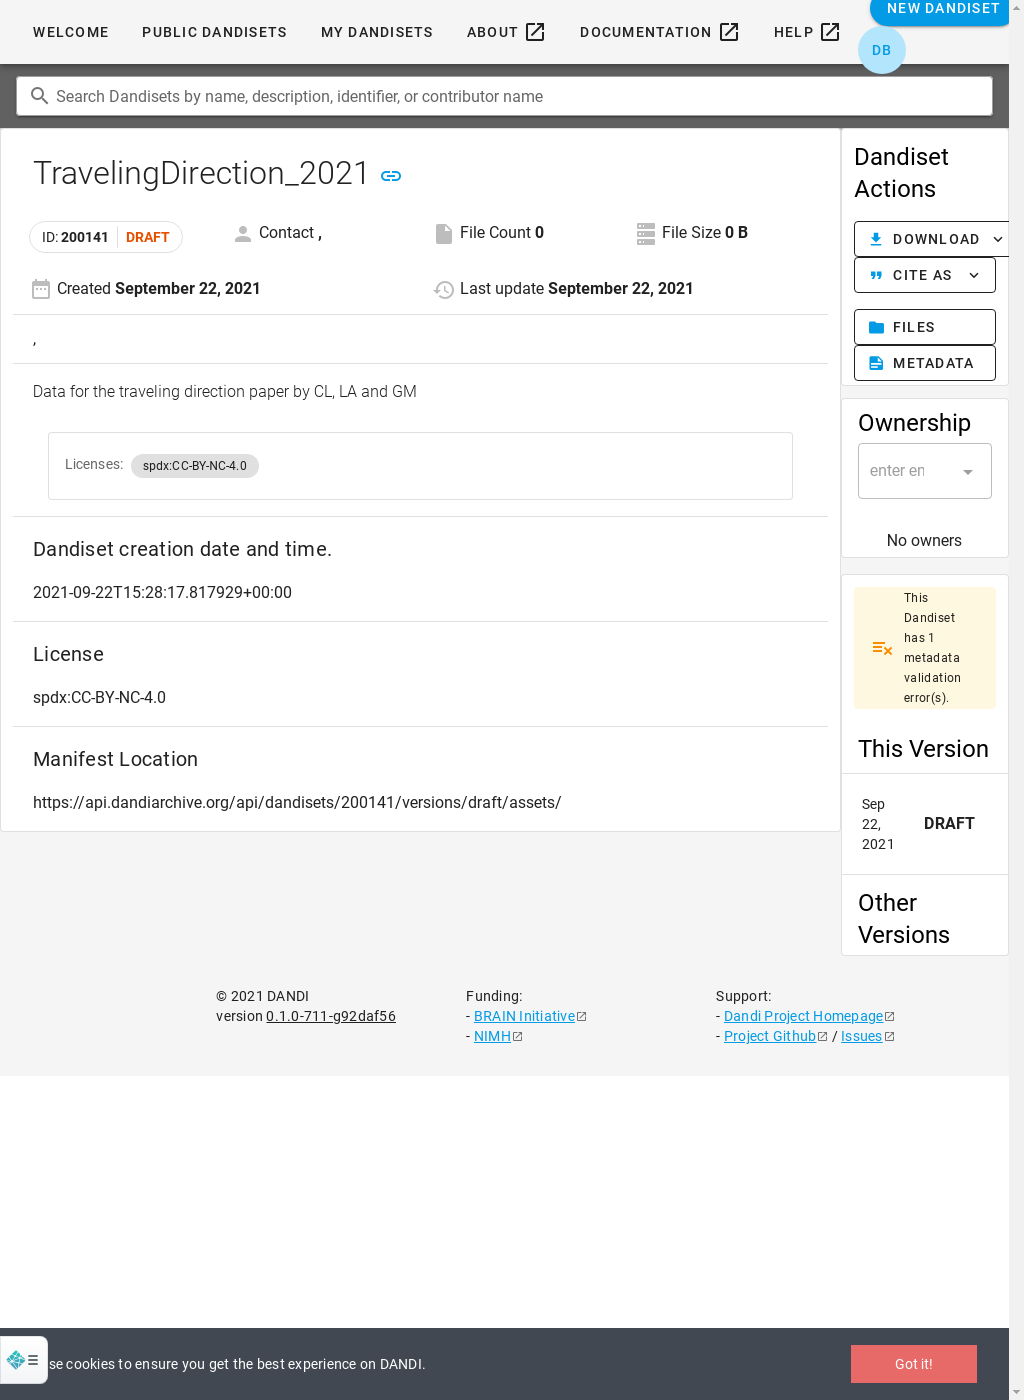 WELCOME
PUBLIC DANDISETS
MY DANDISETS
ABOUT
DOCUMENTATION
HELP
NEW DANDISET
DB
Search Dandisets by name, description, identifier, or contributor name
TravelingDirection_2021
ID: 200141 DRAFT
Contact ,
File Count 0
File Size 0 B
Created September 22, 2021
Last update September 22, 2021
,
Data for the traveling direction paper by CL, LA and GM
Licenses: spdx:CC-BY-NC-4.0
Dandiset creation date and time.
2021-09-22T15:28:17.817929+00:00
License
spdx:CC-BY-NC-4.0
Manifest Location
https://api.dandiarchive.org/api/dandisets/200141/versions/draft/assets/
Dandiset
Actions
DOWNLOAD
CITE AS
FILES
METADATA
Ownership
enter en
No owners
This
Dandiset
has 1
metadata
validation
error(s).
This Version
Sep
22,
2021
DRAFT
Other
Versions
© 2021 DANDI
version 0.1.0-711-g92daf56
Funding:
- BRAIN Initiative
- NIMH
Support:
- Dandi Project Homepage
- Project Github / Issues
se cookies to ensure you get the best experience on DANDI.
Got it!